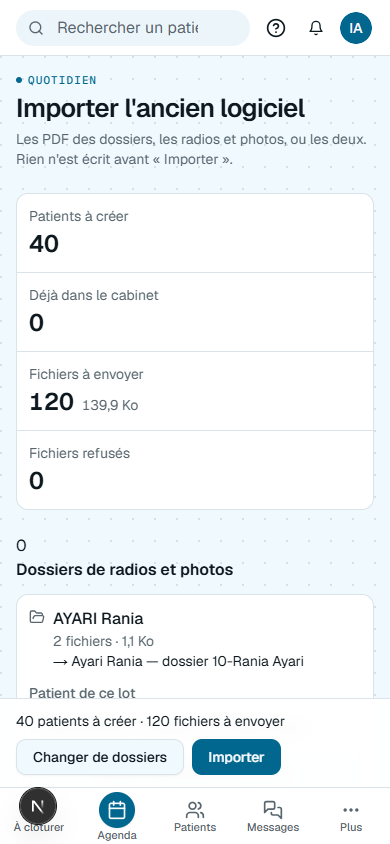 Rechercher un patie
IA
QUOTIDIEN
Importer l'ancien logiciel
Les PDF des dossiers, les radios et photos, ou les deux.
Rien n'est écrit avant « Importer ».
Patients à créer
40
Déjà dans le cabinet
0
Fichiers à envoyer
120 139,9 Ko
Fichiers refusés
0
0
Dossiers de radios et photos
AYARI Rania
2 fichiers · 1,1 Ko
→ Ayari Rania — dossier 10-Rania Ayari
Patient de ce lot
40 patients à créer · 120 fichiers à envoyer
Changer de dossiers
Importer
N
À clôturer
Agenda
Patients
Messages
Plus